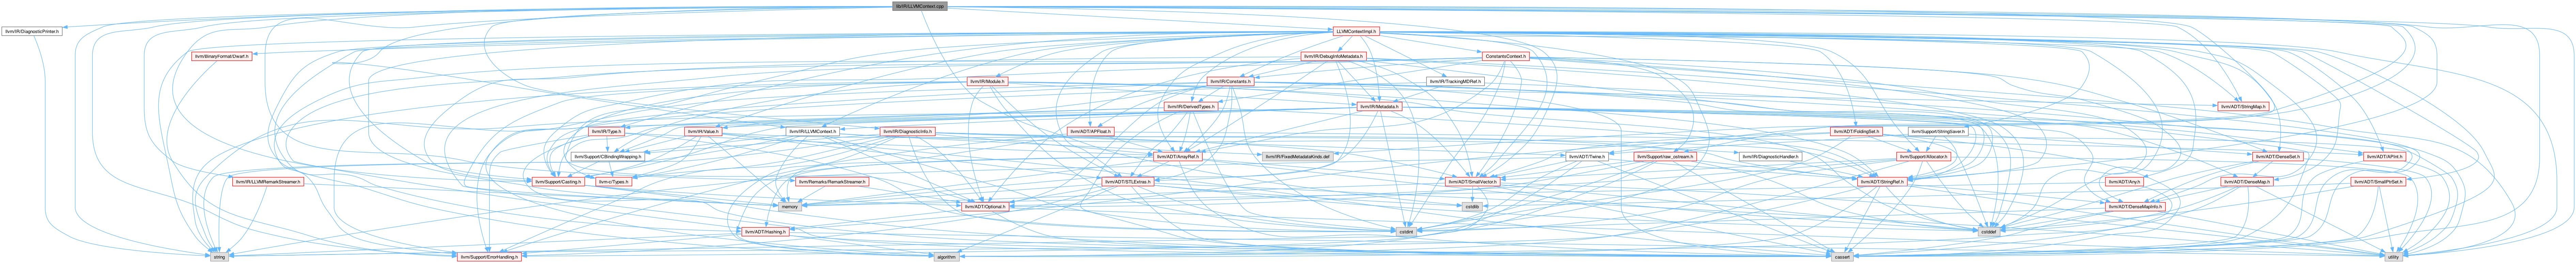 lib/IR/LLVMContext.cpp
llvm/IR/DiagnosticPrinter.h
LLVMContextImpl.h
llvm/BinaryFormat/Dwarf.h
llvm/IR/DebugInfoMetadata.h
ConstantsContext.h
llvm/IR/Module.h
llvm/IR/Constants.h
llvm/IR/TrackingMDRef.h
llvm/IR/DerivedTypes.h
llvm/IR/Metadata.h
llvm/ADT/StringMap.h
llvm/IR/Type.h
llvm/IR/Value.h
llvm/IR/LLVMContext.h
llvm/IR/DiagnosticInfo.h
llvm/ADT/APFloat.h
llvm/ADT/FoldingSet.h
llvm/Support/StringSaver.h
llvm/Support/CBindingWrapping.h
llvm/ADT/ArrayRef.h
llvm/IR/FixedMetadataKinds.def
llvm/ADT/Twine.h
llvm/Support/raw_ostream.h
llvm/IR/DiagnosticHandler.h
llvm/Support/Allocator.h
llvm/ADT/DenseSet.h
llvm/ADT/APInt.h
llvm/IR/LLVMRemarkStreamer.h
llvm/Support/Casting.h
llvm-c/Types.h
llvm/Remarks/RemarkStreamer.h
llvm/ADT/STLExtras.h
llvm/ADT/SmallVector.h
llvm/ADT/StringRef.h
llvm/ADT/Any.h
llvm/ADT/DenseMap.h
llvm/ADT/SmallPtrSet.h
memory
llvm/ADT/Optional.h
cstdlib
llvm/ADT/DenseMapInfo.h
llvm/ADT/Hashing.h
cstdint
cstddef
string
llvm/Support/ErrorHandling.h
algorithm
cassert
utility